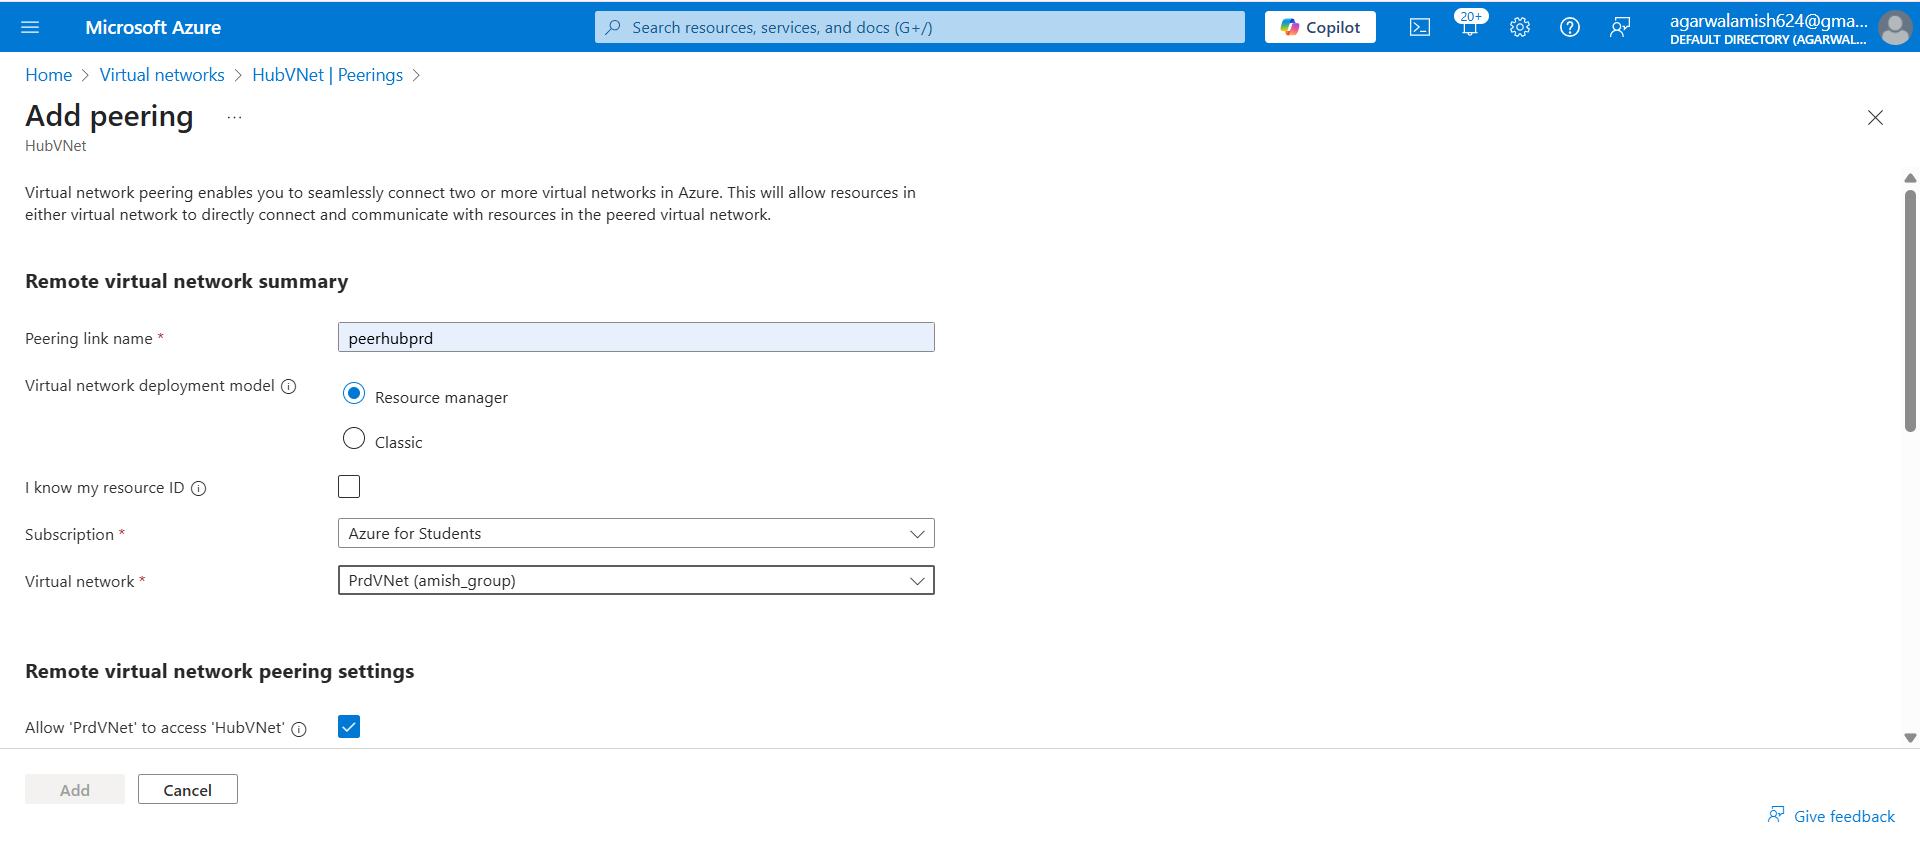 Microsoft Azure
Search resources, services, and docs (G+/)
Copilot
20+
agarwalamish624@gma...
DEFAULT DIRECTORY (AGARWAL...
Home > Virtual networks > HubVNet | Peerings >
Add peering ...
HubVNet
Virtual network peering enables you to seamlessly connect two or more virtual networks in Azure. This will allow resources in
either virtual network to directly connect and communicate with resources in the peered virtual network.
Remote virtual network summary
Peering link name *
peerhubprd
Virtual network deployment model
Resource manager
Classic
I know my resource ID
Subscription *
Azure for Students
Virtual network *
PrdVNet (amish_group)
Remote virtual network peering settings
Allow 'PrdVNet' to access 'HubVNet'
Add
Cancel
Give feedback